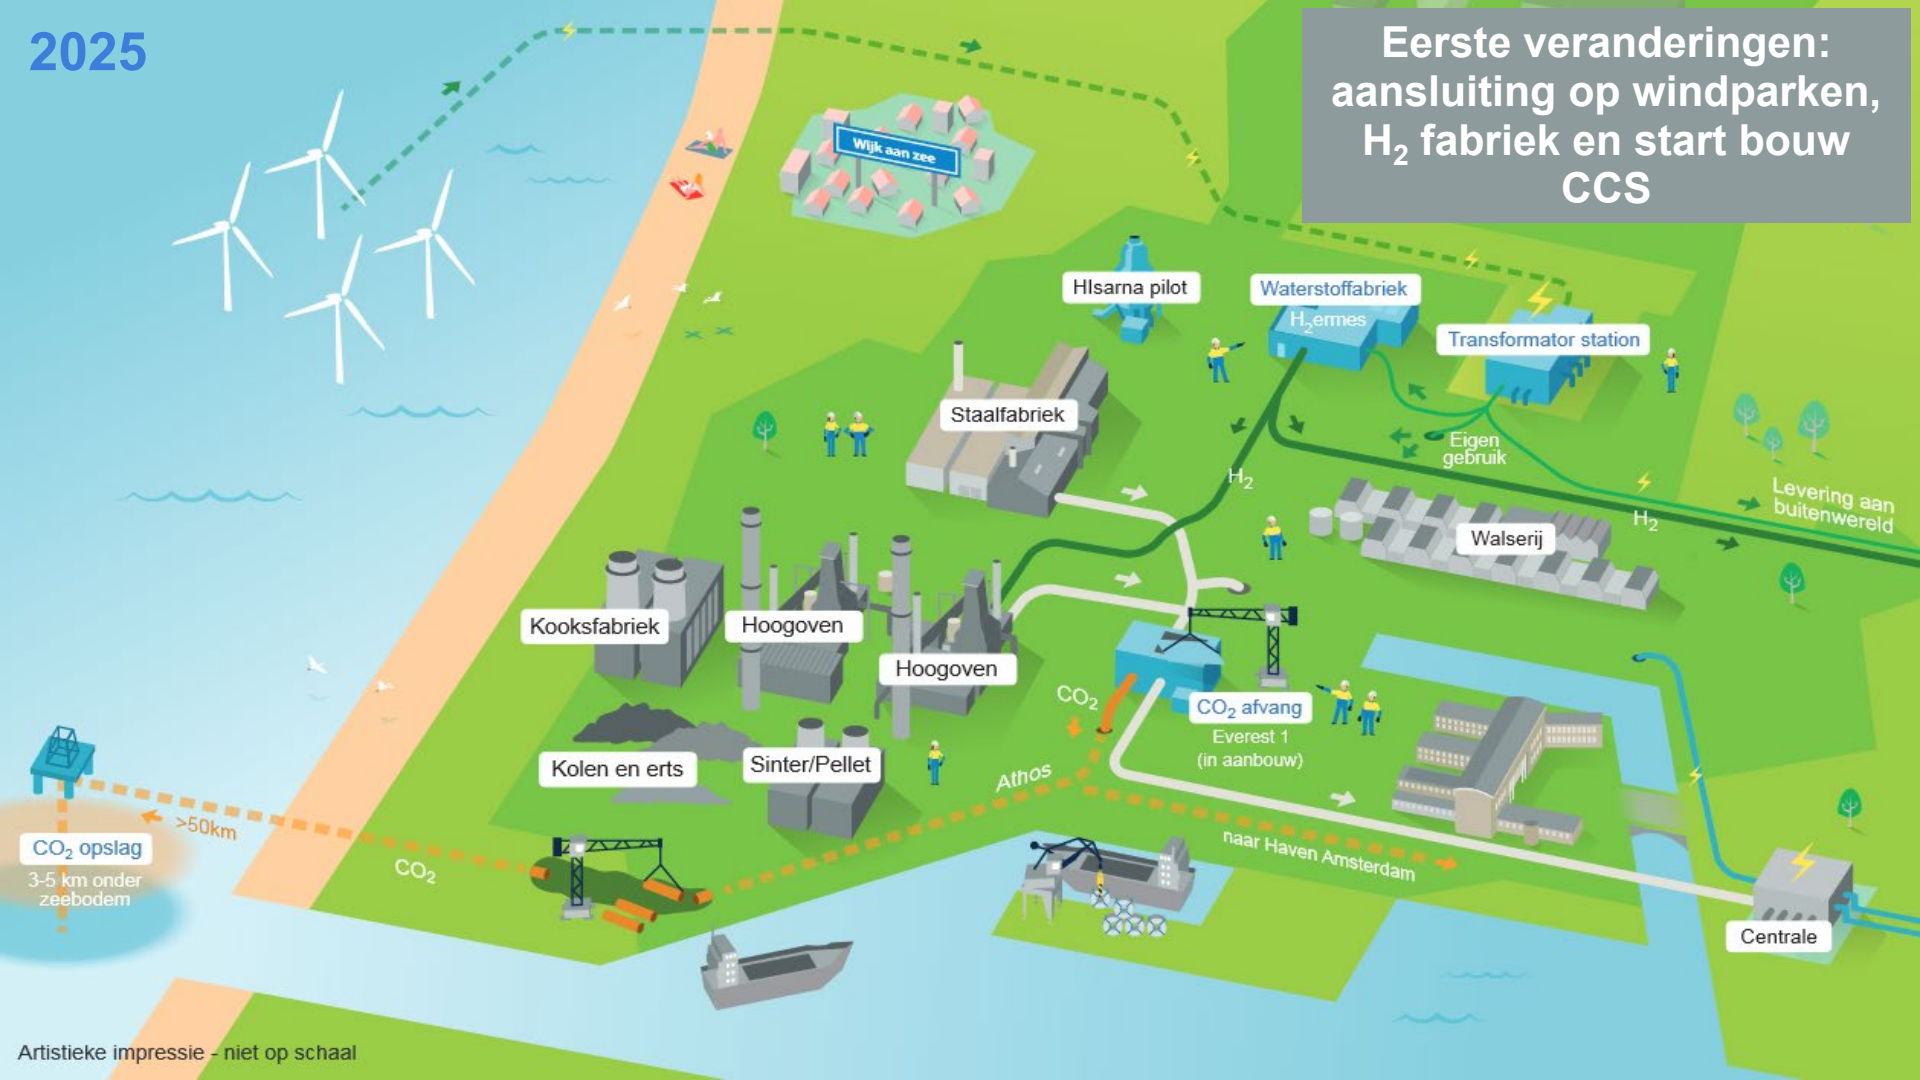 2025
Eerste veranderingen:
aansluiting op windparken,
H₂ fabriek en start bouw
CCS
Wijk aan zee
HIsarna pilot
Waterstoffabriek
H₂ermes
Transformator station
Staalfabriek
Eigen
gebruik
H₂
Levering aan
buitenwereld
H₂
Walserij
Kooksfabriek
Hoogoven
Hoogoven
CO₂
CO₂ afvang
Everest 1
(in aanbouw)
Kolen en erts
Sinter/Pellet
Athos
>50km
CO₂ opslag
3-5 km onder
zeebodem
CO₂
naar Haven Amsterdam
Centrale
Artistieke impressie - niet op schaal